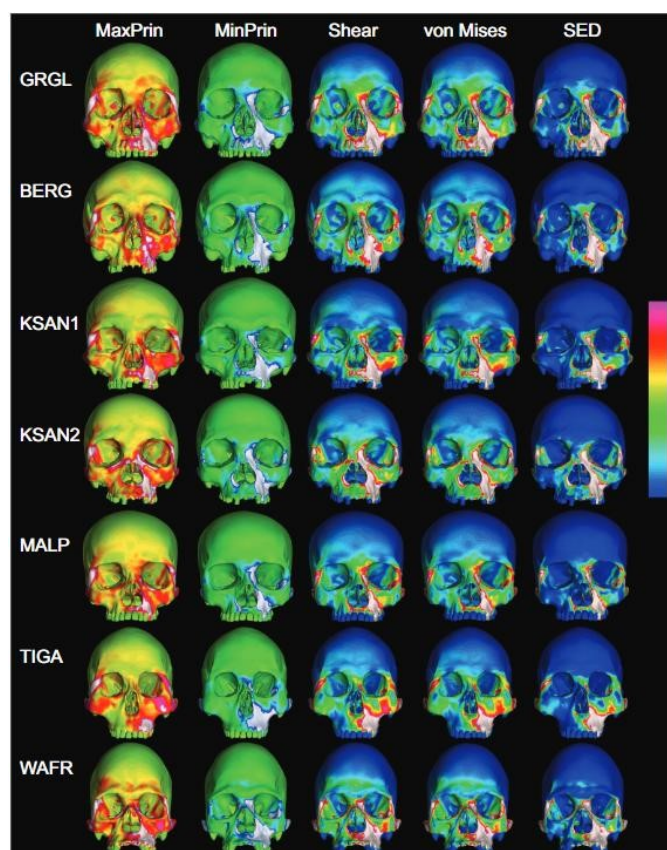 MaxPrin MinPrin Shear von Mises SED
GRGL
BERG
KSAN1
KSAN2
MALP
TIGA
WAFR